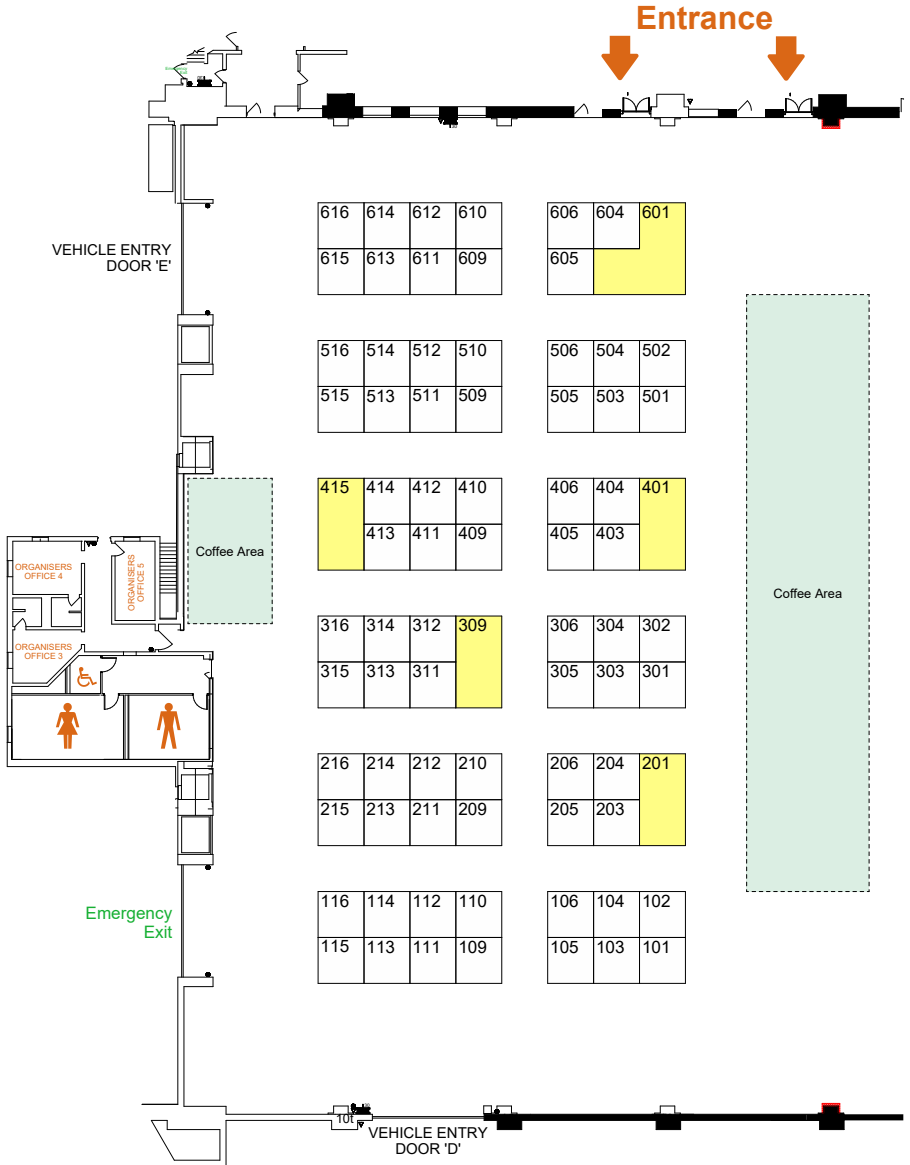 Entrance
VEHICLE ENTRY
DOOR 'E'
616 614 612 610 606 604 601
615 613 611 609 605
516 514 512 510 506 504 502
515 513 511 509 505 503 501
415 414 412 410 406 404 401
413 411 409 405 403
Coffee Area
ORGANISERS
OFFICE 4
ORGANISERS
OFFICE 5
ORGANISERS
OFFICE 3
Coffee Area
316 314 312 309 306 304 302
315 313 311 305 303 301
216 214 212 210 206 204 201
215 213 211 209 205 203
Emergency
Exit
116 114 112 110 106 104 102
115 113 111 109 105 103 101
10t
VEHICLE ENTRY
DOOR 'D'